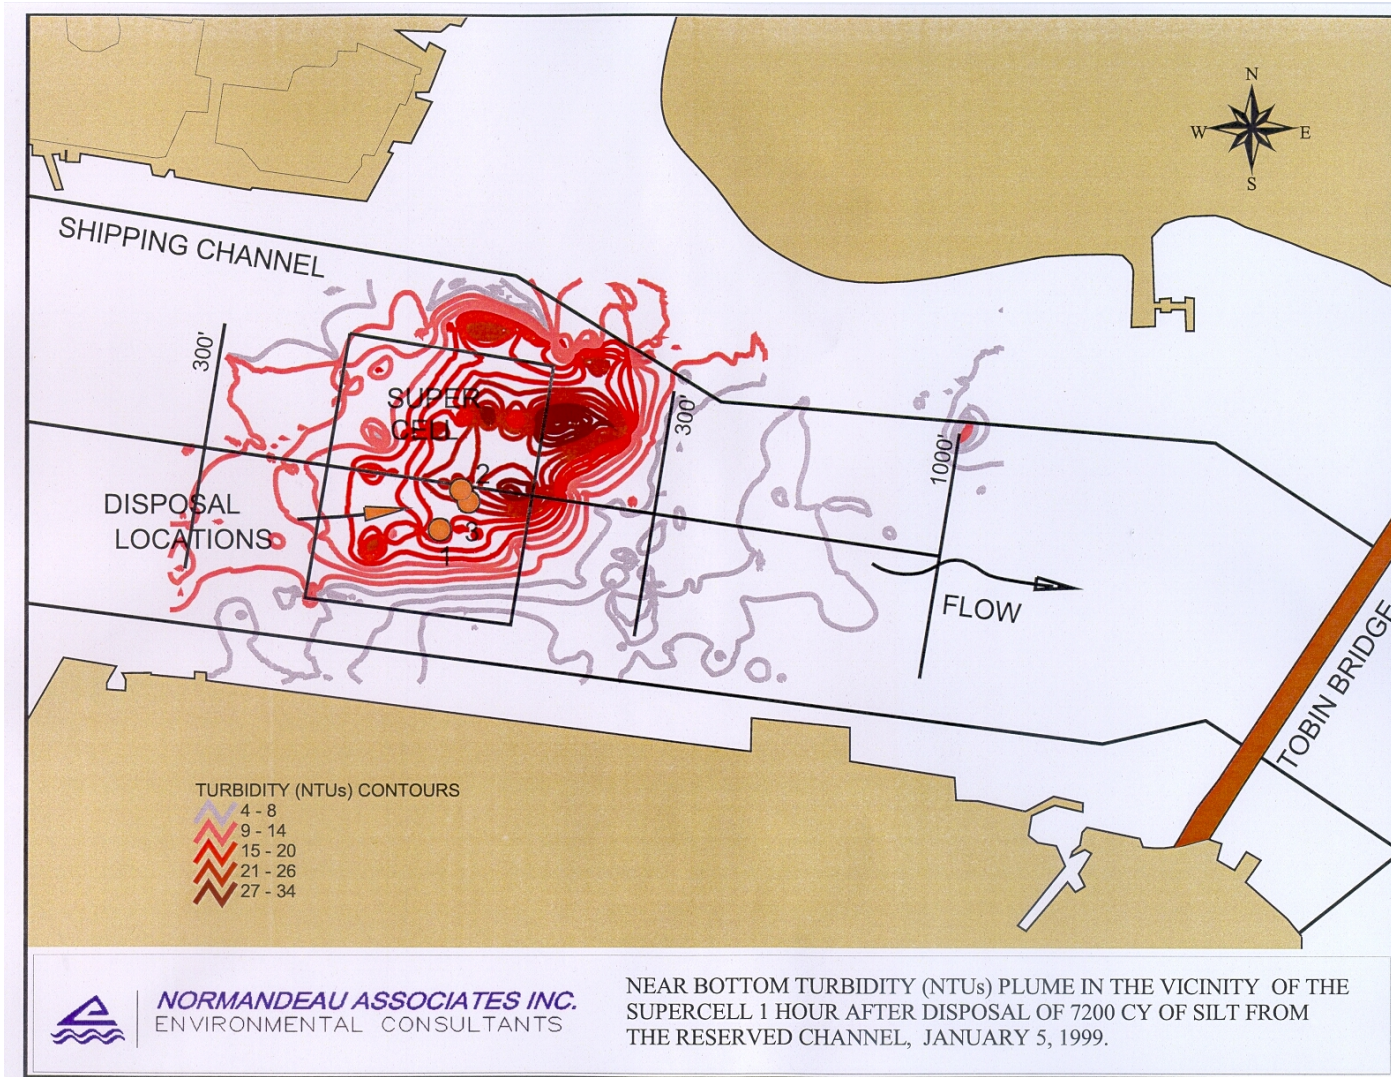 N
W E
S
SHIPPING CHANNEL
300'
SUPER
CELL
300'
1000'
2
DISPOSAL
LOCATIONS
3
1
FLOW
TOBIN BRIDGE
TURBIDITY (NTUs) CONTOURS
4 - 8
9 - 14
15 - 20
21 - 26
27 - 34
NORMANDEAU ASSOCIATES INC.
ENVIRONMENTAL CONSULTANTS
NEAR BOTTOM TURBIDITY (NTUs) PLUME IN THE VICINITY OF THE
SUPERCELL 1 HOUR AFTER DISPOSAL OF 7200 CY OF SILT FROM
THE RESERVED CHANNEL, JANUARY 5, 1999.